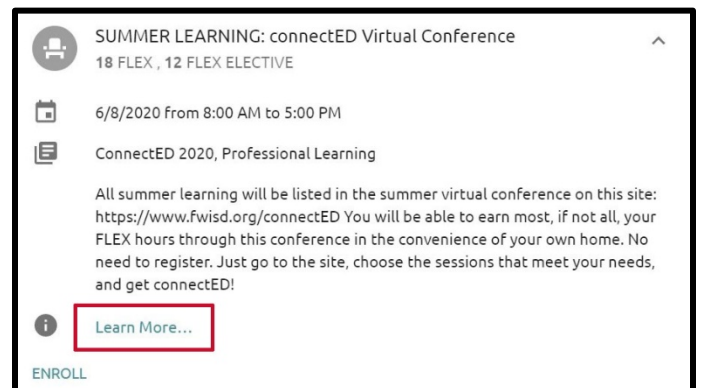 SUMMER LEARNING: connectED Virtual Conference
18 FLEX , 12 FLEX ELECTIVE
6/8/2020 from 8:00 AM to 5:00 PM
ConnectED 2020, Professional Learning
All summer learning will be listed in the summer virtual conference on this site:
https://www.fwisd.org/connectED You will be able to earn most, if not all, your
FLEX hours through this conference in the convenience of your own home. No
need to register. Just go to the site, choose the sessions that meet your needs,
and get connectED!
Learn More...
ENROLL